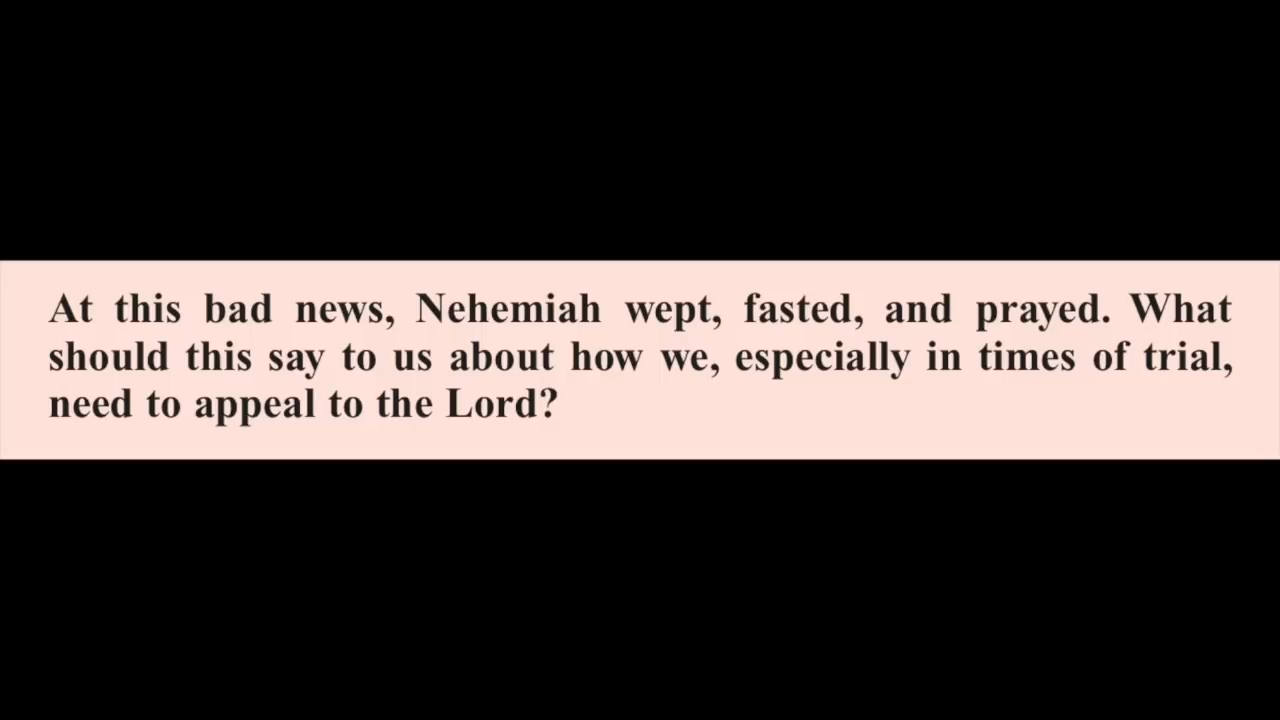 At this bad news, Nehemiah wept, fasted, and prayed. What
should this say to us about how we, especially in times of trial,
need to appeal to the Lord?